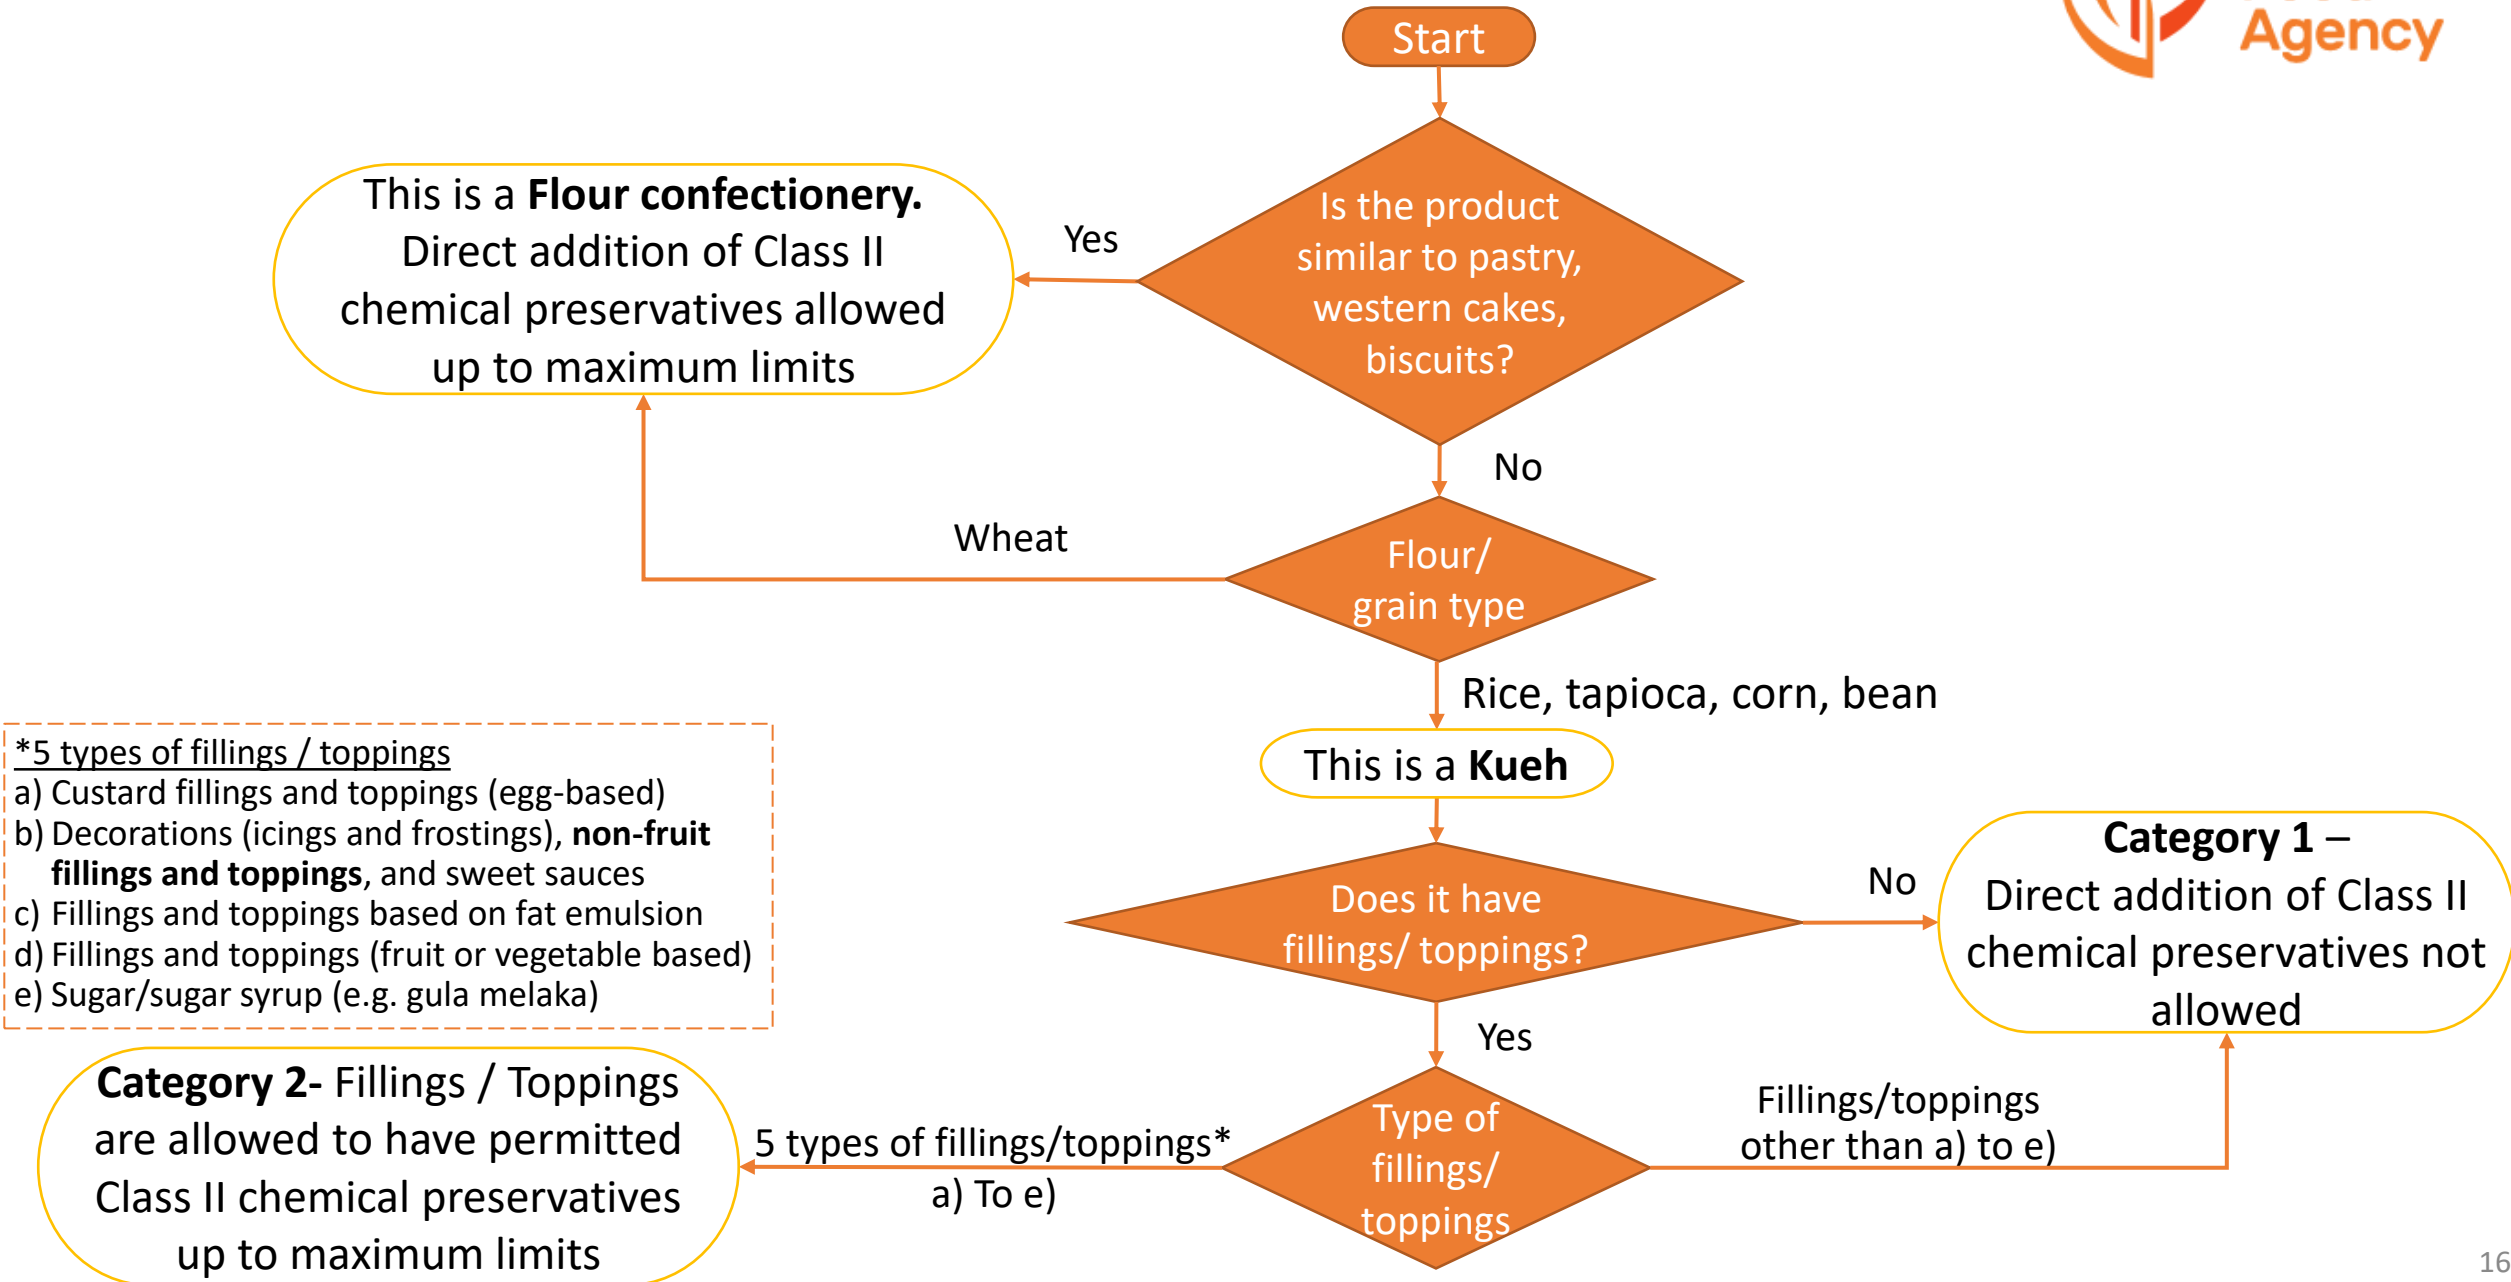 Agency
Start
Is the product
similar to pastry,
western cakes,
biscuits?
Yes
This is a Flour confectionery.
Direct addition of Class II
chemical preservatives allowed
up to maximum limits
No
Flour/
grain type
Wheat
Rice, tapioca, corn, bean
This is a Kueh
Does it have
fillings/ toppings?
No
Category 1 –
Direct addition of Class II
chemical preservatives not
allowed
Yes
Type of
fillings/
toppings
Fillings/toppings
other than a) to e)
5 types of fillings/toppings*
a) To e)
*5 types of fillings / toppings
a) Custard fillings and toppings (egg-based)
b) Decorations (icings and frostings), non-fruit
fillings and toppings, and sweet sauces
c) Fillings and toppings based on fat emulsion
d) Fillings and toppings (fruit or vegetable based)
e) Sugar/sugar syrup (e.g. gula melaka)
Category 2- Fillings / Toppings
are allowed to have permitted
Class II chemical preservatives
up to maximum limits
16